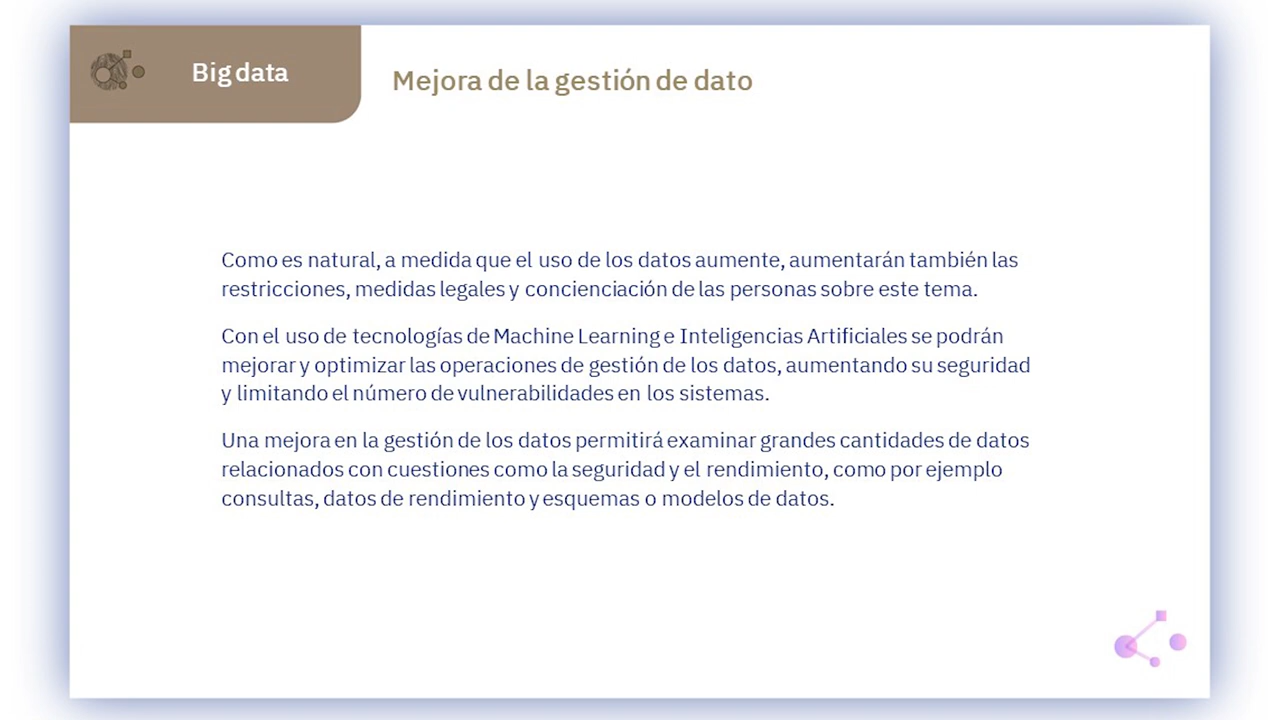 Big data
Mejora de la gestión de dato
Como es natural, a medida que el uso de los datos aumente, aumentarán también las
restricciones, medidas legales y concienciación de las personas sobre este tema.
Con el uso de tecnologías de Machine Learning e Inteligencias Artificiales se podrán
mejorar y optimizar las operaciones de gestión de los datos, aumentando su seguridad
y limitando el número de vulnerabilidades en los sistemas.
Una mejora en la gestión de los datos permitirá examinar grandes cantidades de datos
relacionados con cuestiones como la seguridad y el rendimiento, como por ejemplo
consultas, datos de rendimiento y esquemas o modelos de datos.